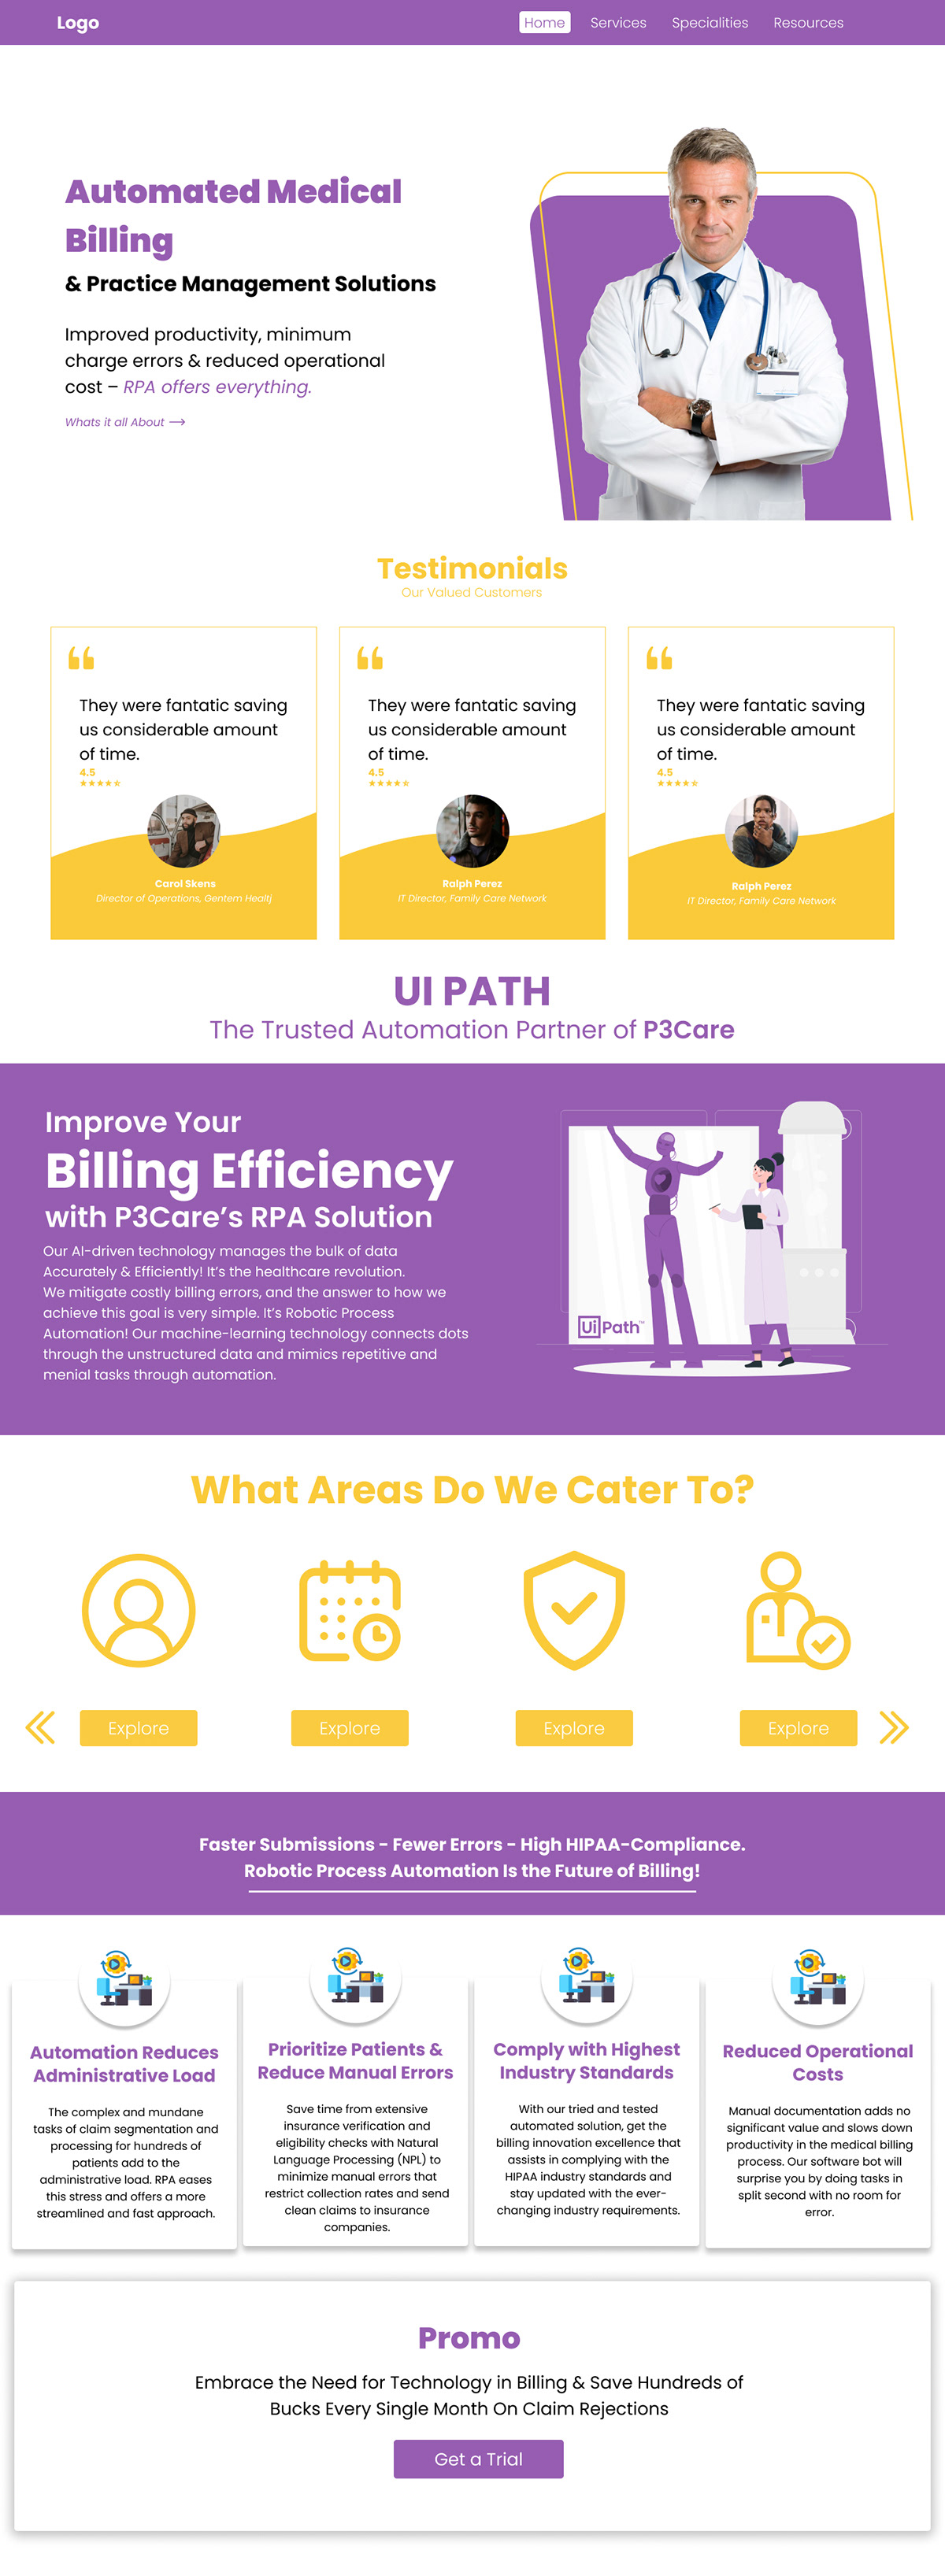 Logo
Home
Services
Specialities
Resources
Automated Medical
Billing
& Practice Management Solutions
Improved productivity, minimum
charge errors & reduced operational
cost – RPA offers everything.
Whats it all About →
Testimonials
Our Valued Customers
They were fantatic saving
us considerable amount
of time.
4.5
Carol Skens
Director of Operations, Gentem Healtj
They were fantatic saving
us considerable amount
of time.
4.5
Ralph Perez
IT Director, Family Care Network
They were fantatic saving
us considerable amount
of time.
4.5
Ralph Perez
IT Director, Family Care Network
UI PATH
The Trusted Automation Partner of P3Care
Improve Your
Billing Efficiency
with P3Care’s RPA Solution
Our AI-driven technology manages the bulk of data
Accurately & Efficiently! It’s the healthcare revolution.
We mitigate costly billing errors, and the answer to how we
achieve this goal is very simple. It’s Robotic Process
Automation! Our machine-learning technology connects dots
through the unstructured data and mimics repetitive and
menial tasks through automation.
UiPath™
What Areas Do We Cater To?
Explore
Explore
Explore
Explore
Faster Submissions - Fewer Errors - High HIPAA-Compliance.
Robotic Process Automation Is the Future of Billing!
Automation Reduces
Administrative Load
The complex and mundane
tasks of claim segmentation and
processing for hundreds of
patients add to the
administrative load. RPA eases
this stress and offers a more
streamlined and fast approach.
Prioritize Patients &
Reduce Manual Errors
Save time from extensive
insurance verification and
eligibility checks with Natural
Language Processing (NPL) to
minimize manual errors that
restrict collection rates and send
clean claims to insurance
companies.
Comply with Highest
Industry Standards
With our tried and tested
automated solution, get the
billing innovation excellence that
assists in complying with the
HIPAA industry standards and
stay updated with the ever-
changing industry requirements.
Reduced Operational
Costs
Manual documentation adds no
significant value and slows down
productivity in the medical billing
process. Our software bot will
surprise you by doing tasks in
split second with no room for
error.
Promo
Embrace the Need for Technology in Billing & Save Hundreds of
Bucks Every Single Month On Claim Rejections
Get a Trial